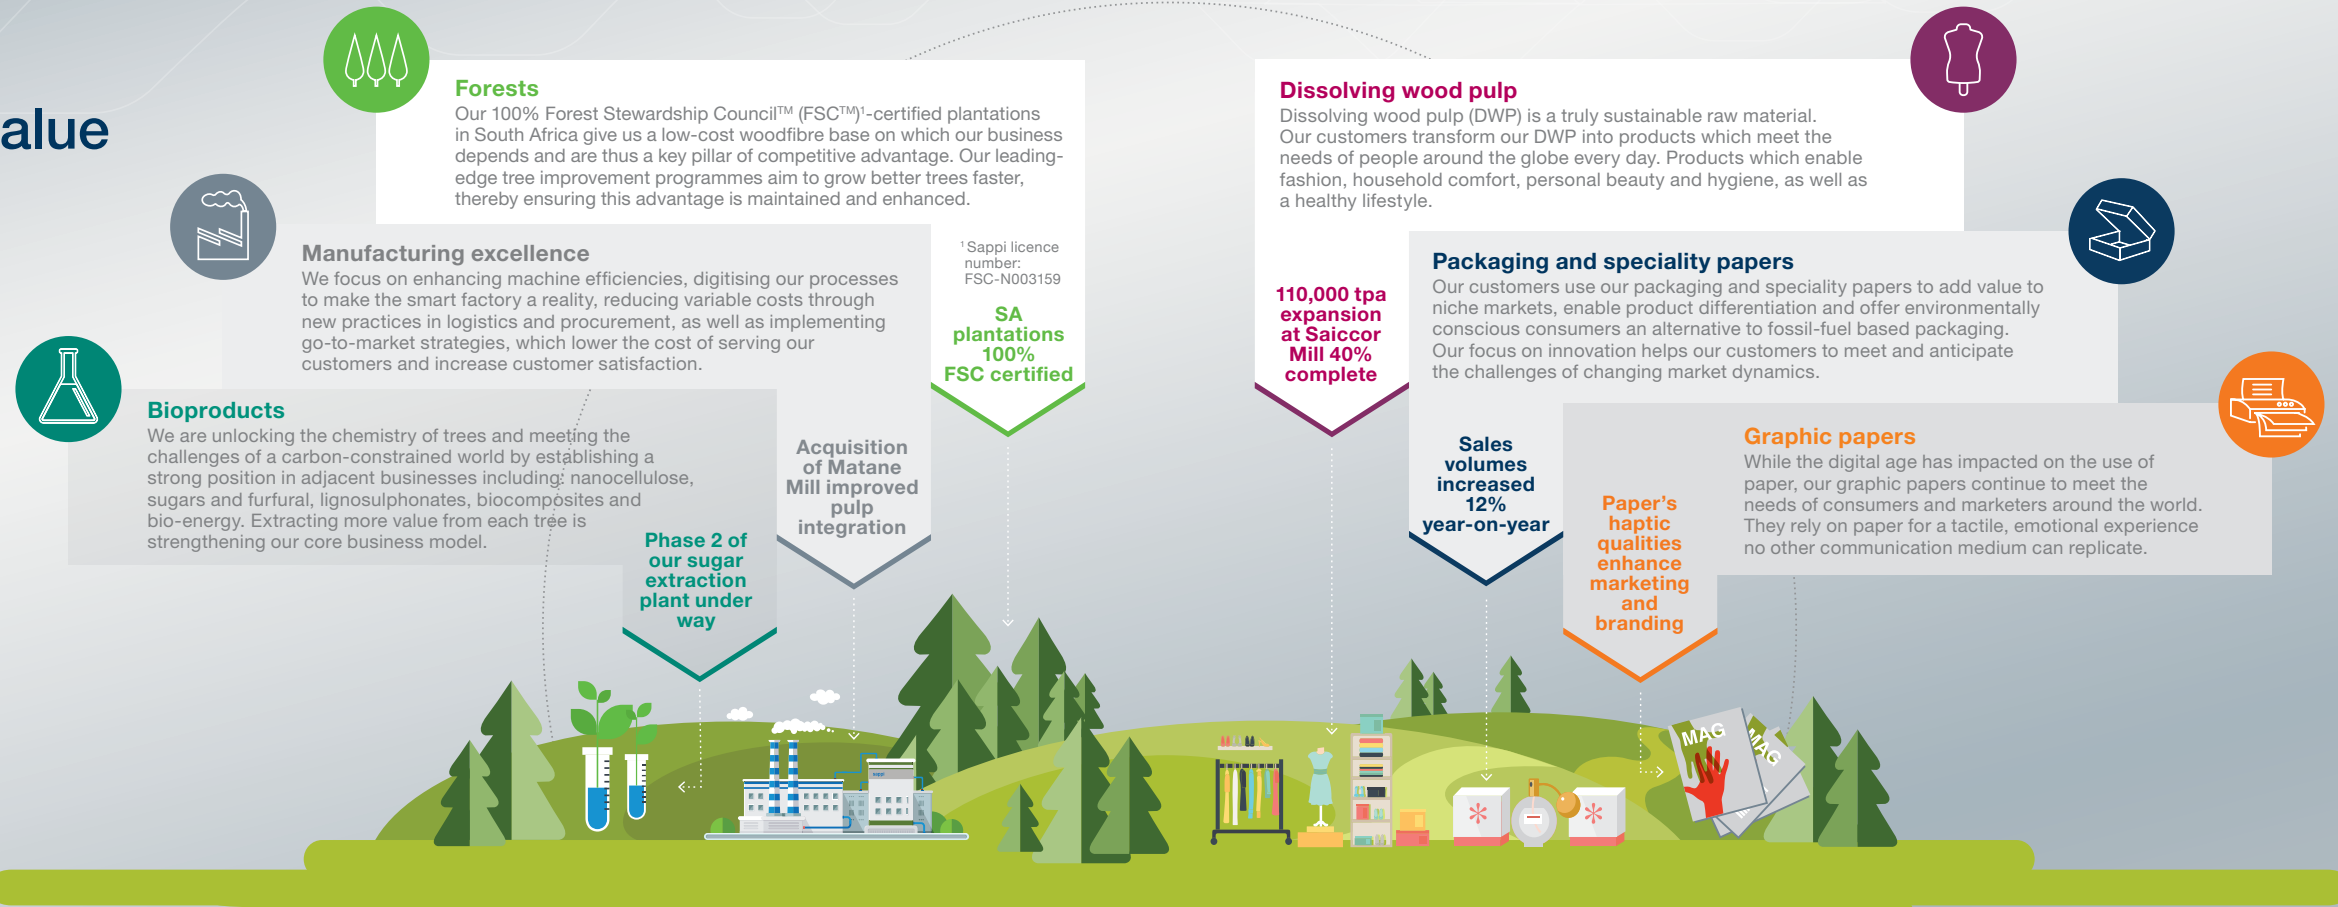 alue
Forests
Our 100% Forest Stewardship Council™ (FSC™)¹-certified plantations
in South Africa give us a low-cost woodfibre base on which our business
depends and are thus a key pillar of competitive advantage. Our leading-
edge tree improvement programmes aim to grow better trees faster,
thereby ensuring this advantage is maintained and enhanced.
¹ Sappi licence
number:
FSC-N003159
SA
plantations
100%
FSC certified
Manufacturing excellence
We focus on enhancing machine efficiencies, digitising our processes
to make the smart factory a reality, reducing variable costs through
new practices in logistics and procurement, as well as implementing
go-to-market strategies, which lower the cost of serving our
customers and increase customer satisfaction.
Acquisition
of Matane
Mill improved
pulp
integration
Bioproducts
We are unlocking the chemistry of trees and meeting the
challenges of a carbon-constrained world by establishing a
strong position in adjacent businesses including: nanocellulose,
sugars and furfural, lignosulphonates, biocomposites and
bio-energy. Extracting more value from each tree is
strengthening our core business model.
Phase 2 of
our sugar
extraction
plant under
way
Dissolving wood pulp
Dissolving wood pulp (DWP) is a truly sustainable raw material.
Our customers transform our DWP into products which meet the
needs of people around the globe every day. Products which enable
fashion, household comfort, personal beauty and hygiene, as well as
a healthy lifestyle.
110,000 tpa
expansion
at Saiccor
Mill 40%
complete
Packaging and speciality papers
Our customers use our packaging and speciality papers to add value to
niche markets, enable product differentiation and offer environmentally
conscious consumers an alternative to fossil-fuel based packaging.
Our focus on innovation helps our customers to meet and anticipate
the challenges of changing market dynamics.
Sales
volumes
increased
12%
year-on-year
Graphic papers
While the digital age has impacted on the use of
paper, our graphic papers continue to meet the
needs of consumers and marketers around the world.
They rely on paper for a tactile, emotional experience
no other communication medium can replicate.
Paper's
haptic
qualities
enhance
marketing
and
branding
MAG
MAG